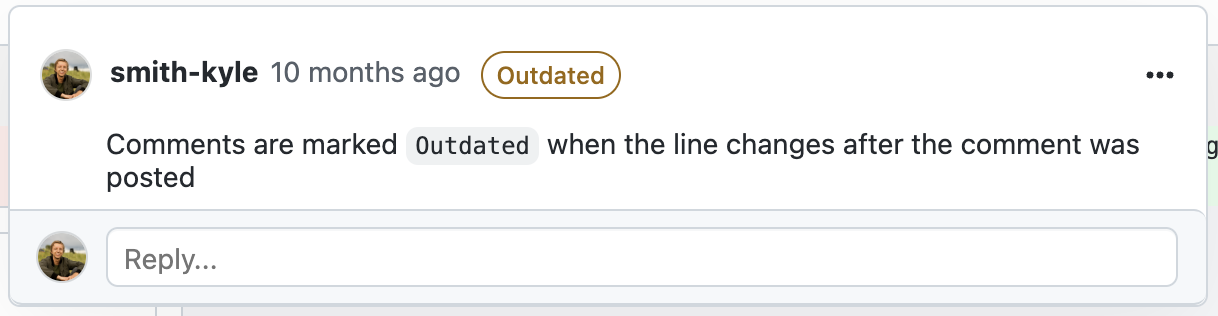 smith-kyle 10 months ago Outdated
Comments are marked Outdated when the line changes after the comment was
posted
g
Reply...